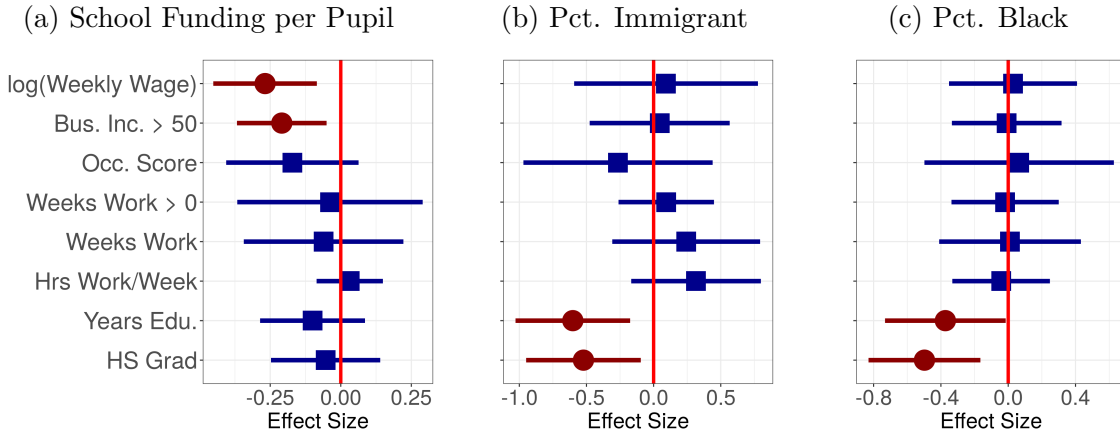 (a) School Funding per Pupil
(b) Pct. Immigrant
(c) Pct. Black
log(Weekly Wage)
Bus. Inc. > 50
Occ. Score
Weeks Work > 0
Weeks Work
Hrs Work/Week
Years Edu.
HS Grad
-0.25 0.00 0.25
Effect Size
-1.0 -0.5 0.0 0.5
Effect Size
-0.8 -0.4 0.0 0.4
Effect Size